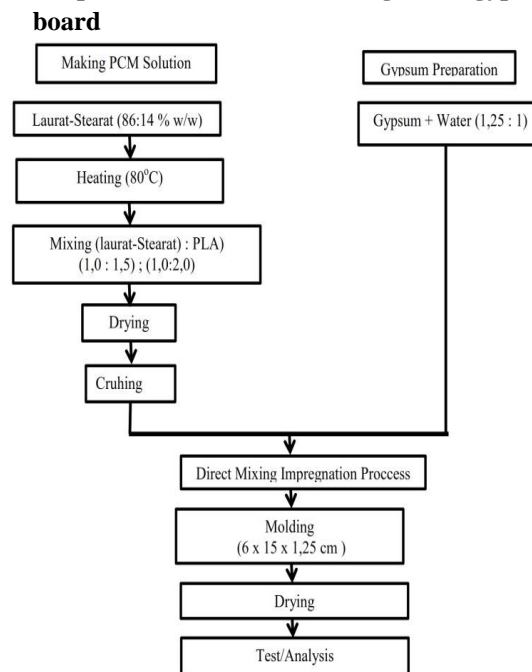 board
Making PCM Solution
Laurat-Stearat (86:14 % w/w)
Heating (80°C)
Mixing (laurat-Stearat) : PLA)
(1,0 : 1,5) ; (1,0:2,0)
Drying
Cruhing
Gypsum Preparation
Gypsum + Water (1,25 : 1)
Direct Mixing Impregnation Proccess
Molding
(6 x 15 x 1,25 cm )
Drying
Test/Analysis